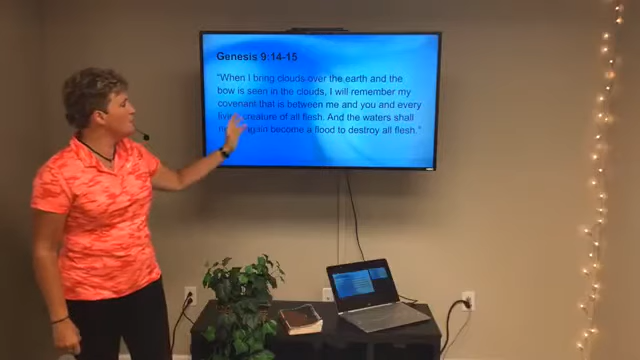 Genesis 9:14-15
"When I bring clouds over the earth and the
bow is seen in the clouds, I will remember my
covenant that is between me and you and every
living creature of all flesh. And the waters shall
again become a flood to destroy all flesh."